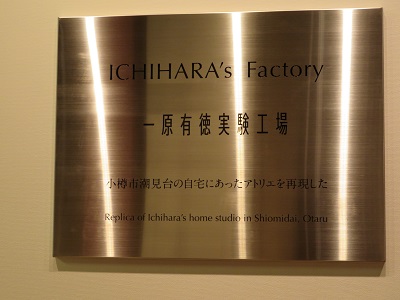 ICHIHARA's Factory
一原有徳実験工場
小樽市潮見台の自宅にあったアトリエを再現した
Replica of Ichihara's home studio in Shiomidai, Otaru